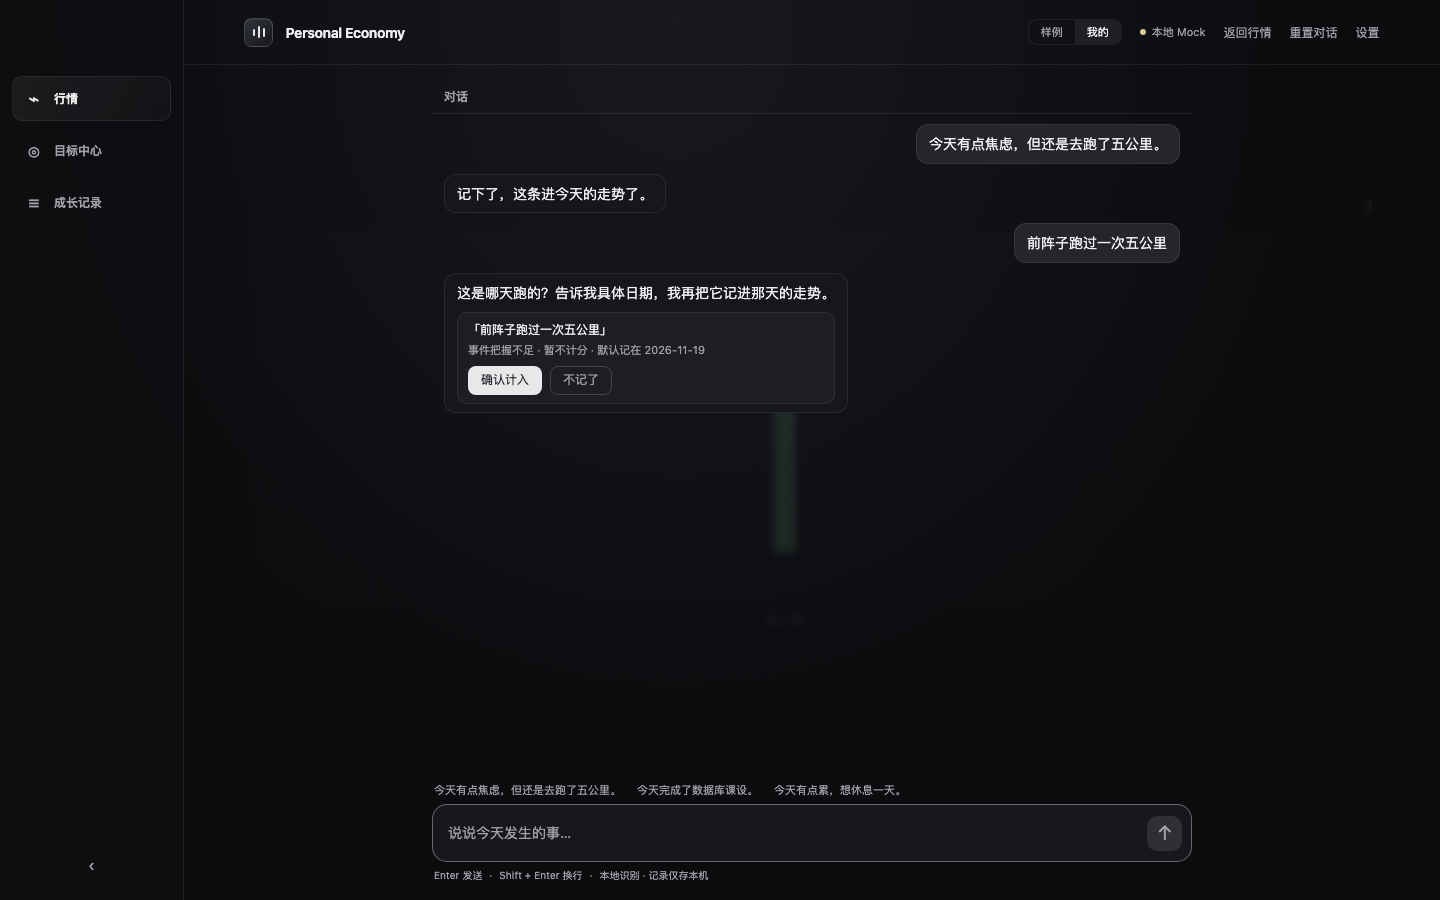 Personal Economy
样例
我的
本地 Mock
返回行情
重置对话
设置
行情
目标中心
成长记录
对话
今天有点焦虑，但还是去跑了五公里。
记下了，这条进今天的走势了。
前阵子跑过一次五公里
这是哪天跑的？告诉我具体日期，我再把它记进那天的走势。
「前阵子跑过一次五公里」
事件把握不足 · 暂不计分 · 默认记在 2026-11-19
确认计入
不记了
今天有点焦虑，但还是去跑了五公里。
今天完成了数据库课设。
今天有点累，想休息一天。
说说今天发生的事...
Enter 发送 · Shift + Enter 换行 · 本地识别 · 记录仅存本机